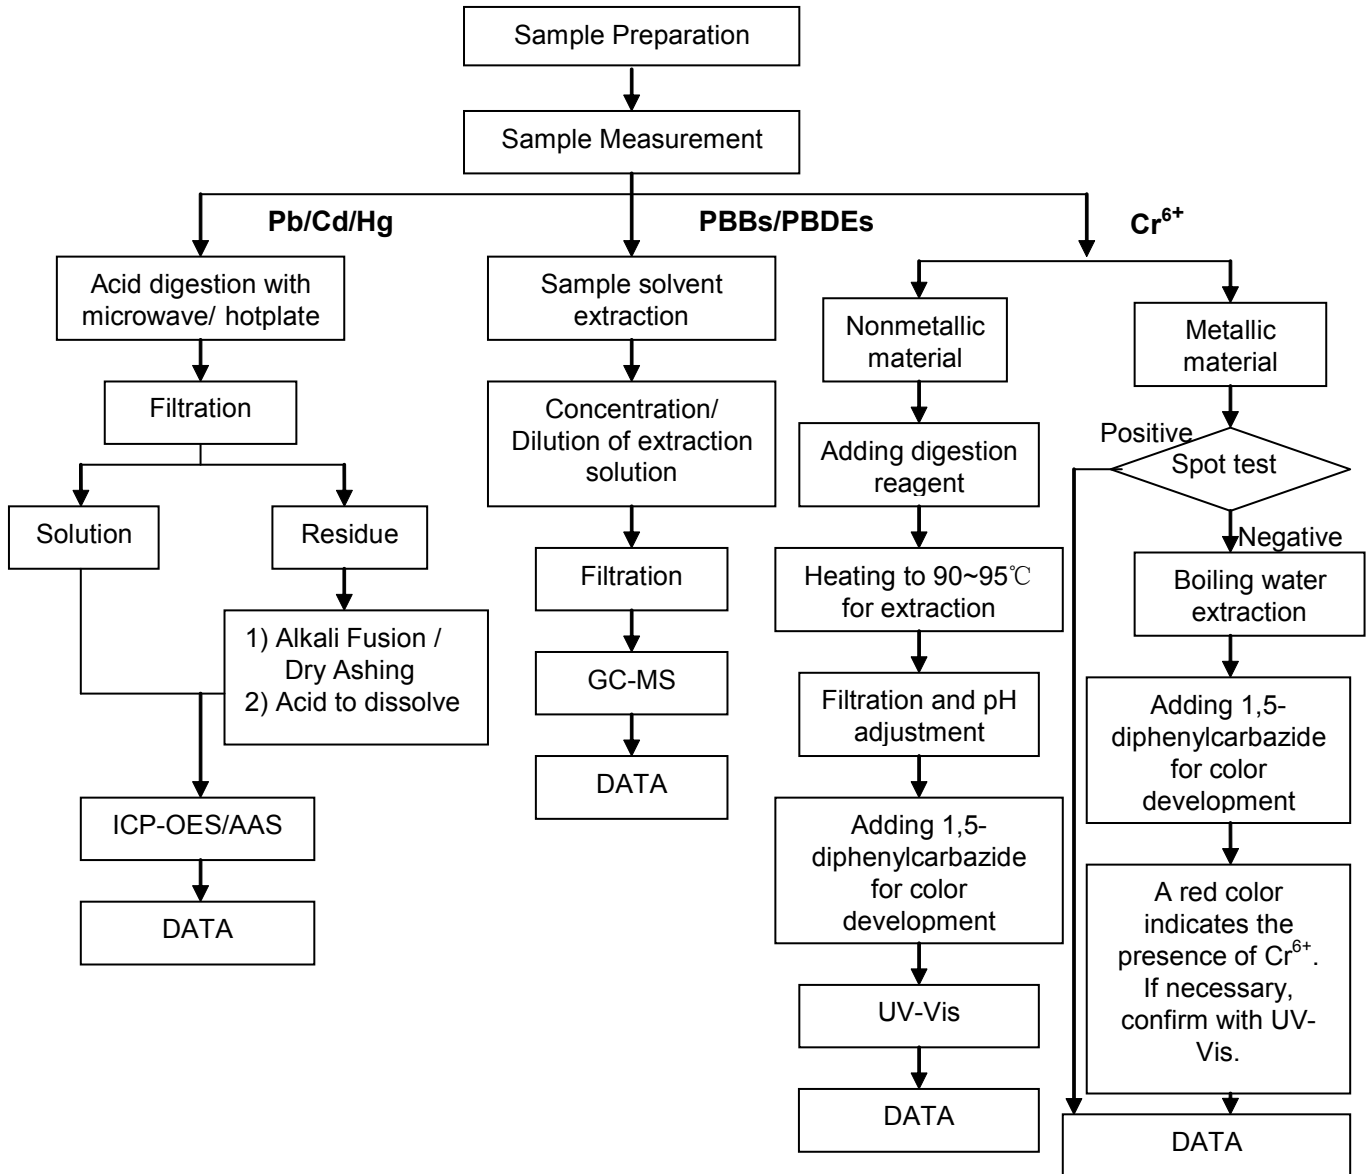 Sample Preparation
Sample Measurement
Pb/Cd/Hg
PBBs/PBDEs
Cr⁶⁺
Acid digestion with
microwave/ hotplate
Filtration
Solution
Residue
1) Alkali Fusion /
Dry Ashing
2) Acid to dissolve
ICP-OES/AAS
DATA
Sample solvent
extraction
Concentration/
Dilution of extraction
solution
Filtration
GC-MS
DATA
Nonmetallic
material
Adding digestion
reagent
Heating to 90~95℃
for extraction
Filtration and pH
adjustment
Adding 1,5-
diphenylcarbazide
for color
development
UV-Vis
DATA
Metallic
material
Positive
Spot test
Negative
Boiling water
extraction
Adding 1,5-
diphenylcarbazide
for color
development
A red color
indicates the
presence of Cr⁶⁺.
If necessary,
confirm with UV-
Vis.
DATA